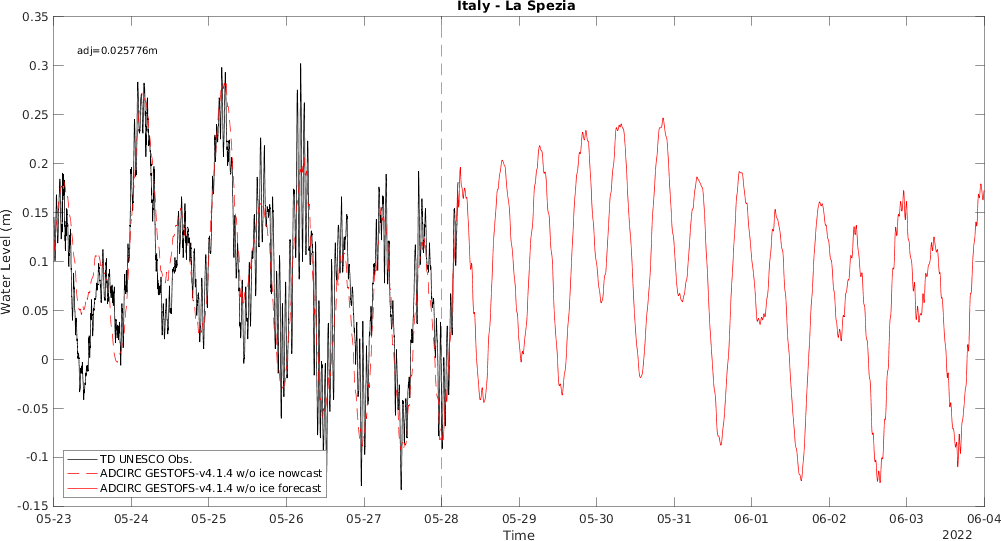 Italy - La Spezia
adj=0.025776m
0.35
0.3
0.25
0.2
0.15
0.1
0.05
0
-0.05
-0.1
-0.15
Water Level (m)
TD UNESCO Obs.
ADCIRC GESTOFS-v4.1.4 w/o ice nowcast
ADCIRC GESTOFS-v4.1.4 w/o ice forecast
05-23 05-24 05-25 05-26 05-27 05-28 05-29 05-30 05-31 06-01 06-02 06-03 06-04
Time
2022